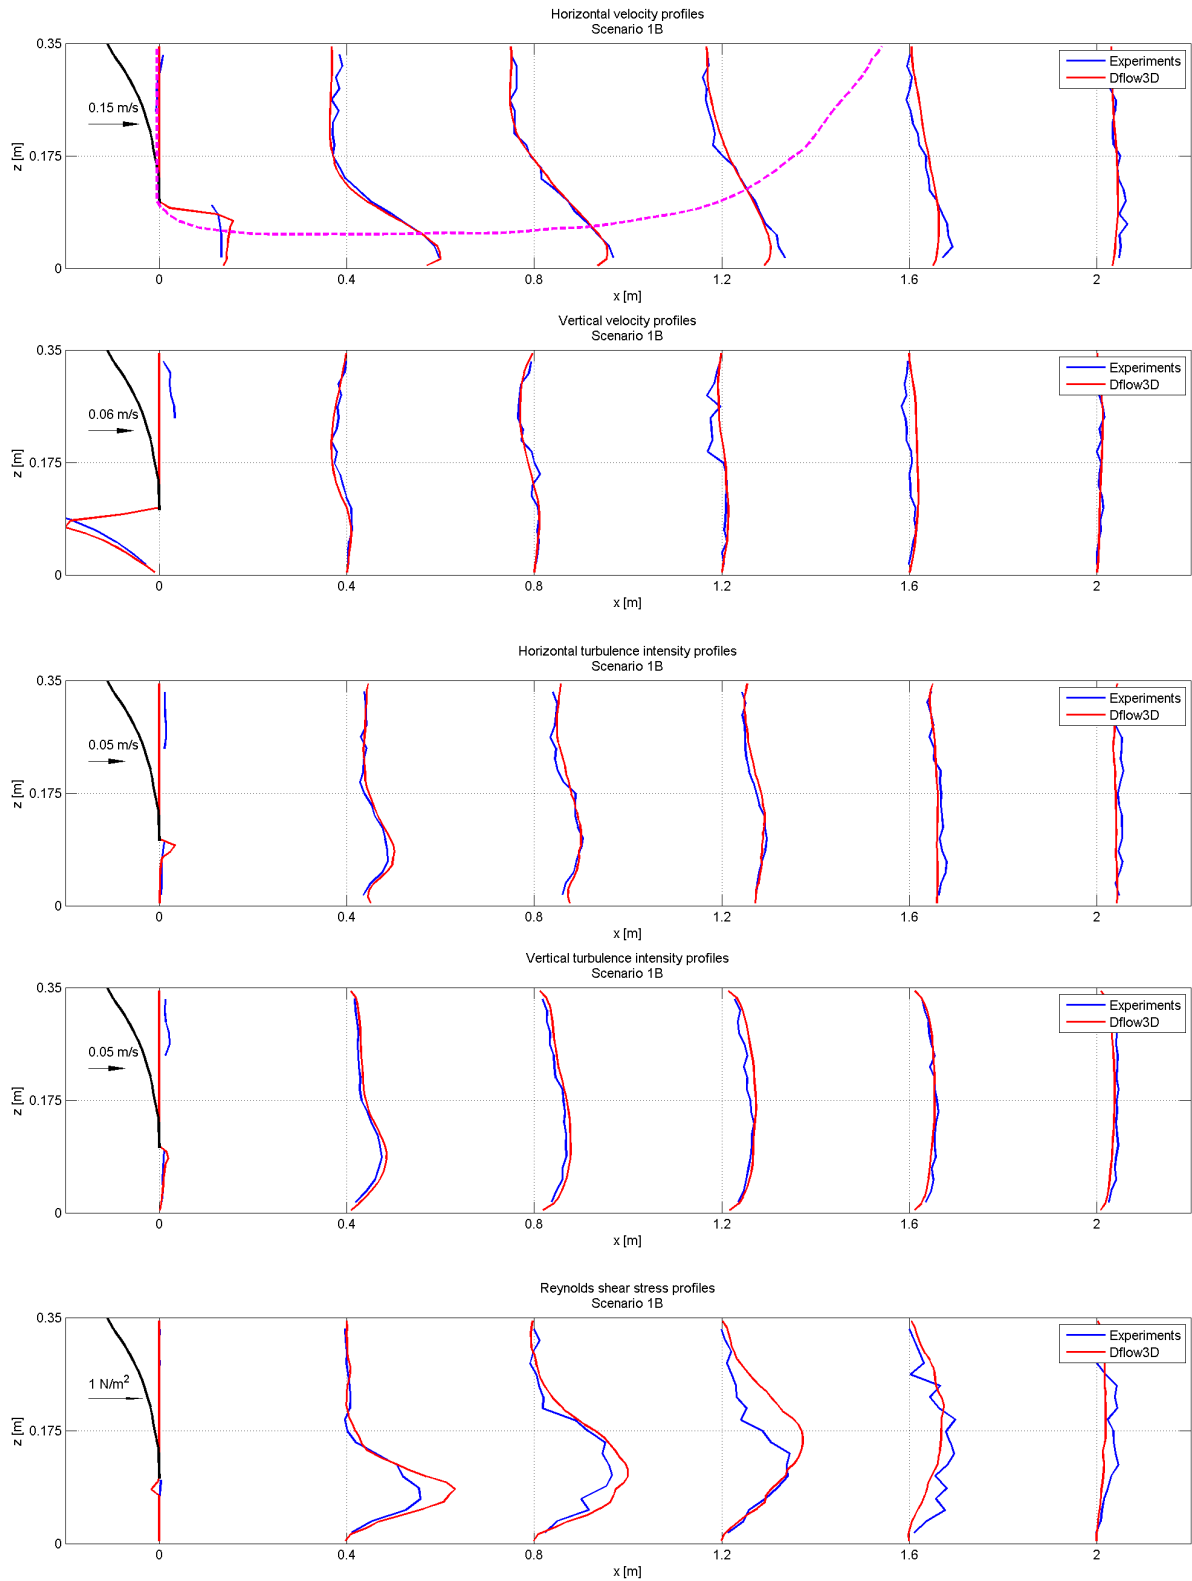 Horizontal velocity profiles
Scenario 1B
0.35
0.175
0
z [m]
0.15 m/s
Experiments
Dflow3D
0 0.4 0.8 1.2 1.6 2
x [m]
Vertical velocity profiles
Scenario 1B
0.35
0.175
0
z [m]
0.06 m/s
Experiments
Dflow3D
0 0.4 0.8 1.2 1.6 2
x [m]
Horizontal turbulence intensity profiles
Scenario 1B
0.35
0.175
0
z [m]
0.05 m/s
Experiments
Dflow3D
0 0.4 0.8 1.2 1.6 2
x [m]
Vertical turbulence intensity profiles
Scenario 1B
0.35
0.175
0
z [m]
0.05 m/s
Experiments
Dflow3D
0 0.4 0.8 1.2 1.6 2
x [m]
Reynolds shear stress profiles
Scenario 1B
0.35
0.175
0
z [m]
1 N/m²
Experiments
Dflow3D
0 0.4 0.8 1.2 1.6 2
x [m]